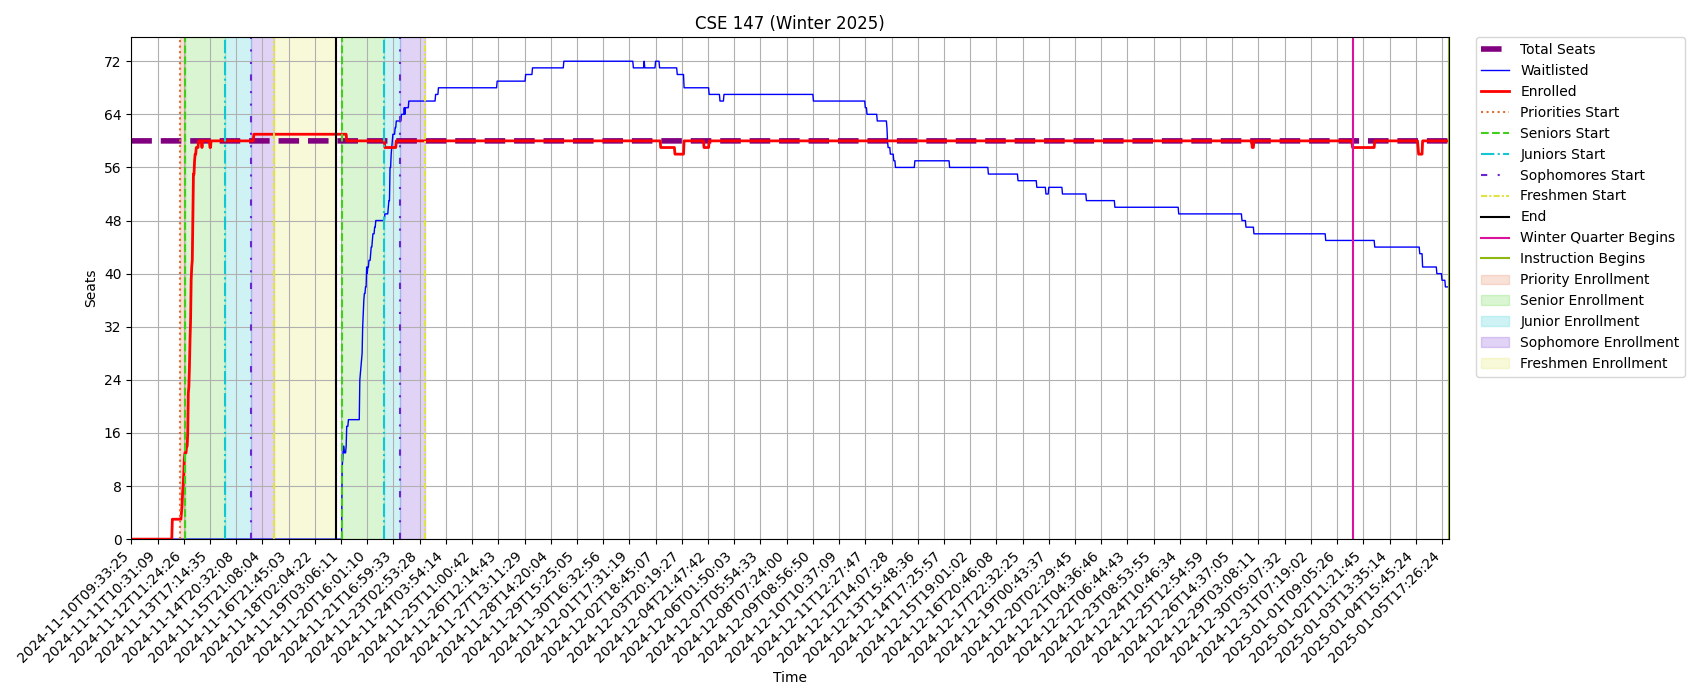 CSE 147 (Winter 2025)
Seats
72
64
56
48
40
32
24
16
8
0
2024-11-10T09:33:25
2024-11-11T10:31:09
2024-11-12T11:24:26
2024-11-13T17:14:35
2024-11-14T20:32:08
2024-11-15T21:08:04
2024-11-16T21:45:03
2024-11-18T02:04:22
2024-11-19T03:06:11
2024-11-20T16:01:10
2024-11-21T16:59:33
2024-11-23T02:53:28
2024-11-24T03:54:14
2024-11-25T11:00:42
2024-11-26T12:14:43
2024-11-27T13:11:29
2024-11-28T14:20:04
2024-11-29T15:25:05
2024-11-30T16:32:56
2024-12-01T17:31:19
2024-12-02T18:45:07
2024-12-03T20:19:27
2024-12-04T21:47:42
2024-12-06T01:50:03
2024-12-07T05:54:33
2024-12-08T07:24:00
2024-12-09T08:56:50
2024-12-10T10:37:09
2024-12-11T12:27:47
2024-12-12T14:07:28
2024-12-13T15:48:36
2024-12-14T17:25:57
2024-12-15T19:01:02
2024-12-16T20:46:08
2024-12-17T22:32:25
2024-12-19T00:43:37
2024-12-20T02:29:45
2024-12-21T04:36:46
2024-12-22T06:44:43
2024-12-23T08:53:55
2024-12-24T10:46:34
2024-12-25T12:54:59
2024-12-26T14:37:05
2024-12-29T03:08:11
2024-12-30T05:07:32
2024-12-31T07:19:02
2025-01-01T09:05:26
2025-01-02T11:21:45
2025-01-03T13:35:14
2025-01-04T15:45:24
2025-01-05T17:26:24
Time
Total Seats
Waitlisted
Enrolled
Priorities Start
Seniors Start
Juniors Start
Sophomores Start
Freshmen Start
End
Winter Quarter Begins
Instruction Begins
Priority Enrollment
Senior Enrollment
Junior Enrollment
Sophomore Enrollment
Freshmen Enrollment